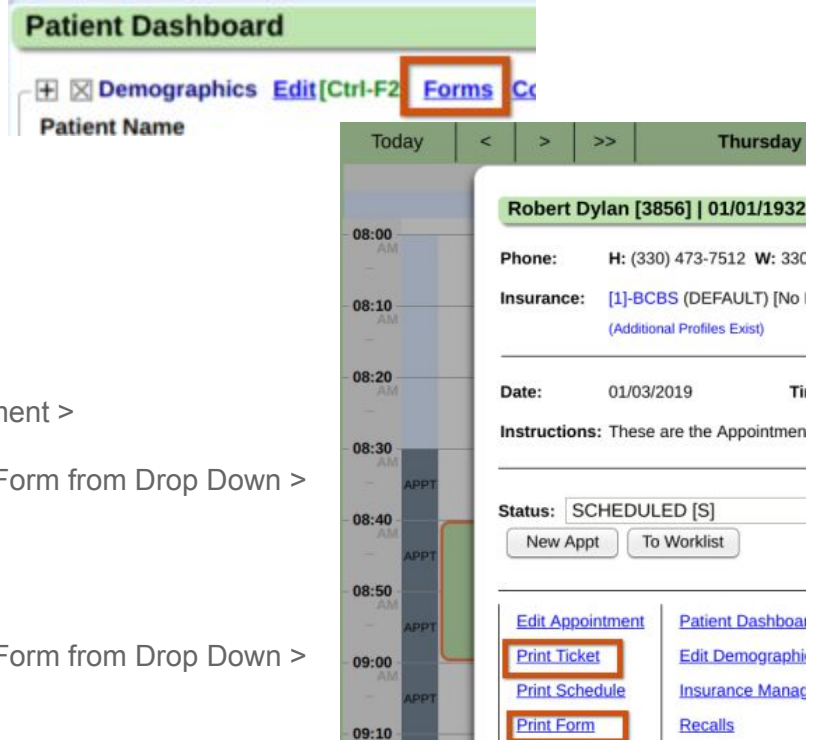 Patient Dashboard
Demographics Edit [Ctrl-F2 Forms
Patient Name
Today < > >> Thursday
Robert Dylan [3856] | 01/01/1932
Phone: H: (330) 473-7512 W: 330
Insurance: [1]-BCBS (DEFAULT) [No
(Additional Profiles Exist)
Date: 01/03/2019
Instructions: These are the Appointmen
Status: SCHEDULED [S]
New Appt To Worklist
Edit Appointment Patient Dashboar
Print Ticket Edit Demographi
Print Schedule Insurance Manag
Print Form Recalls
08:00
AM
08:10
AM
08:20
AM
08:30
AM
APPT
08:40
AM
APPT
08:50
AM
APPT
09:00
AM
APPT
09:10
ment >
Form from Drop Down >
Form from Drop Down >